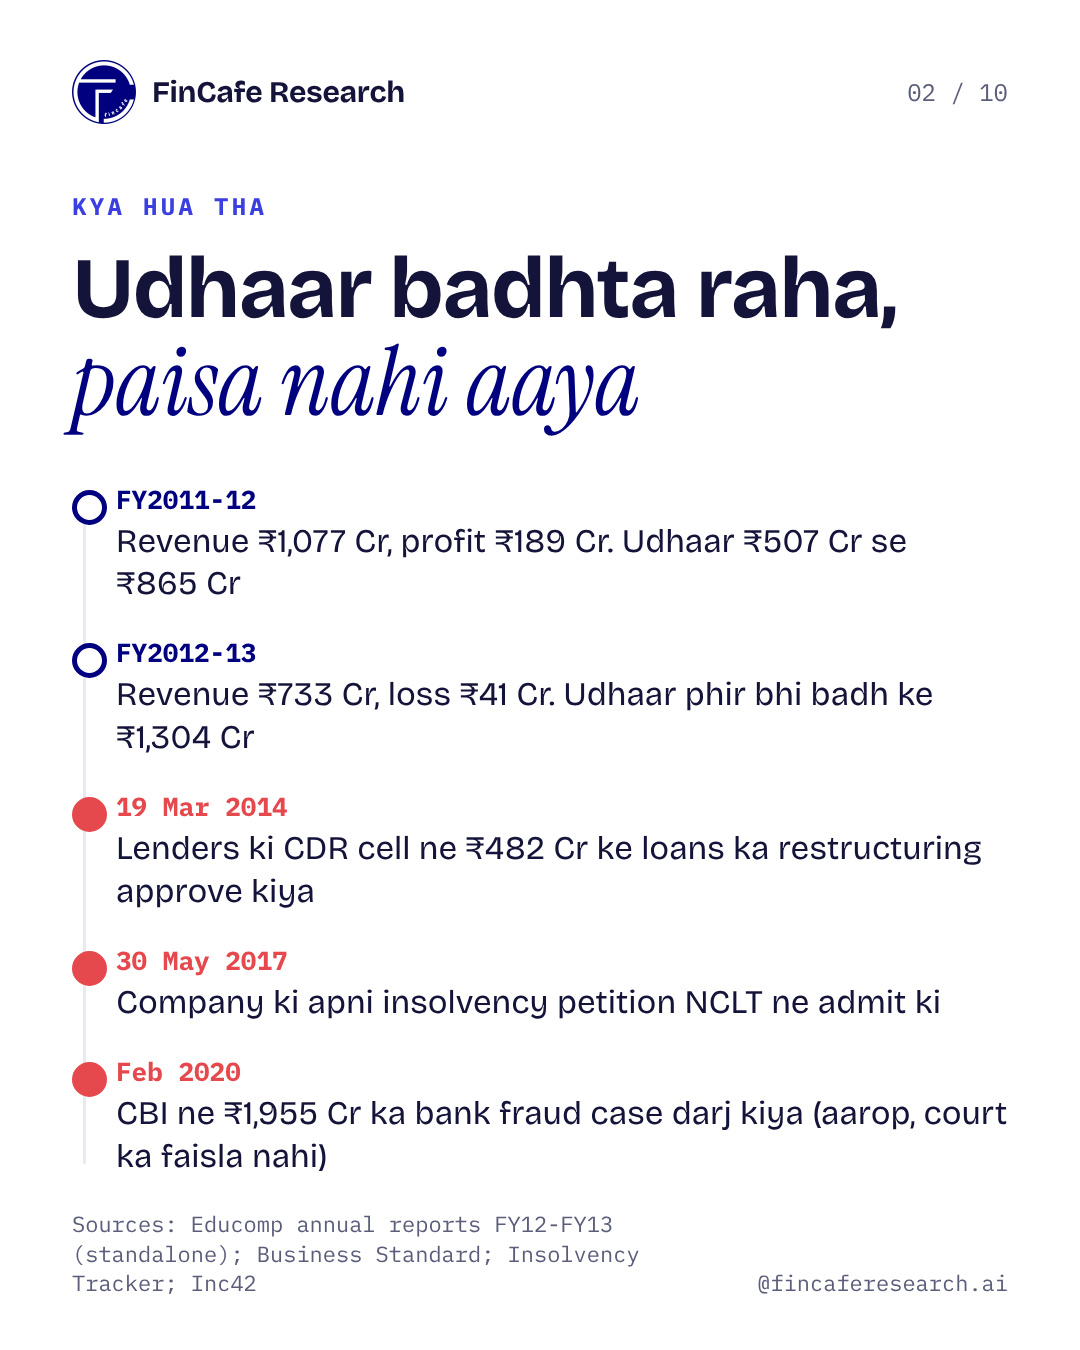 FinCafe Research
02 / 10
KYA HUA THA
Udhaar badhta raha,
paisa nahi aaya
FY2011-12
Revenue ₹1,077 Cr, profit ₹189 Cr. Udhaar ₹507 Cr se
₹865 Cr
FY2012-13
Revenue ₹733 Cr, loss ₹41 Cr. Udhaar phir bhi badh ke
₹1,304 Cr
19 Mar 2014
Lenders ki CDR cell ne ₹482 Cr ke loans ka restructuring
approve kiya
30 May 2017
Company ki apni insolvency petition NCLT ne admit ki
Feb 2020
CBI ne ₹1,955 Cr ka bank fraud case darj kiya (aarop, court
ka faisla nahi)
Sources: Educomp annual reports FY12-FY13
(standalone); Business Standard; Insolvency
Tracker; Inc42
@fincaferesearch.ai